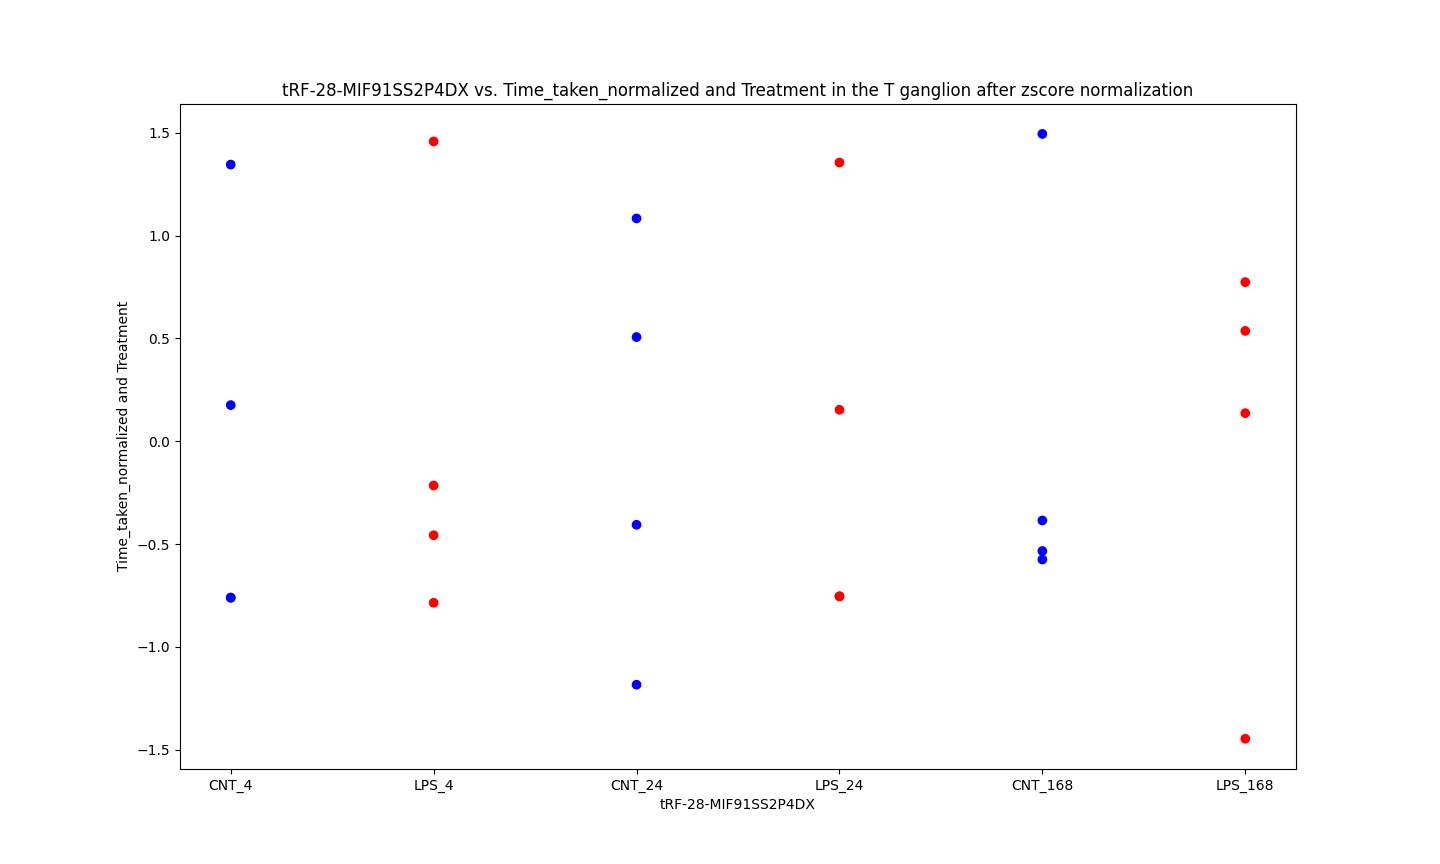 tRF-28-MIF91SS2P4DX vs. Time_taken_normalized and Treatment in the T ganglion after zscore normalization
Time_taken_normalized and Treatment
1.5
1.0
0.5
0.0
−0.5
−1.0
−1.5
CNT_4 LPS_4 CNT_24 LPS_24 CNT_168 LPS_168
tRF-28-MIF91SS2P4DX